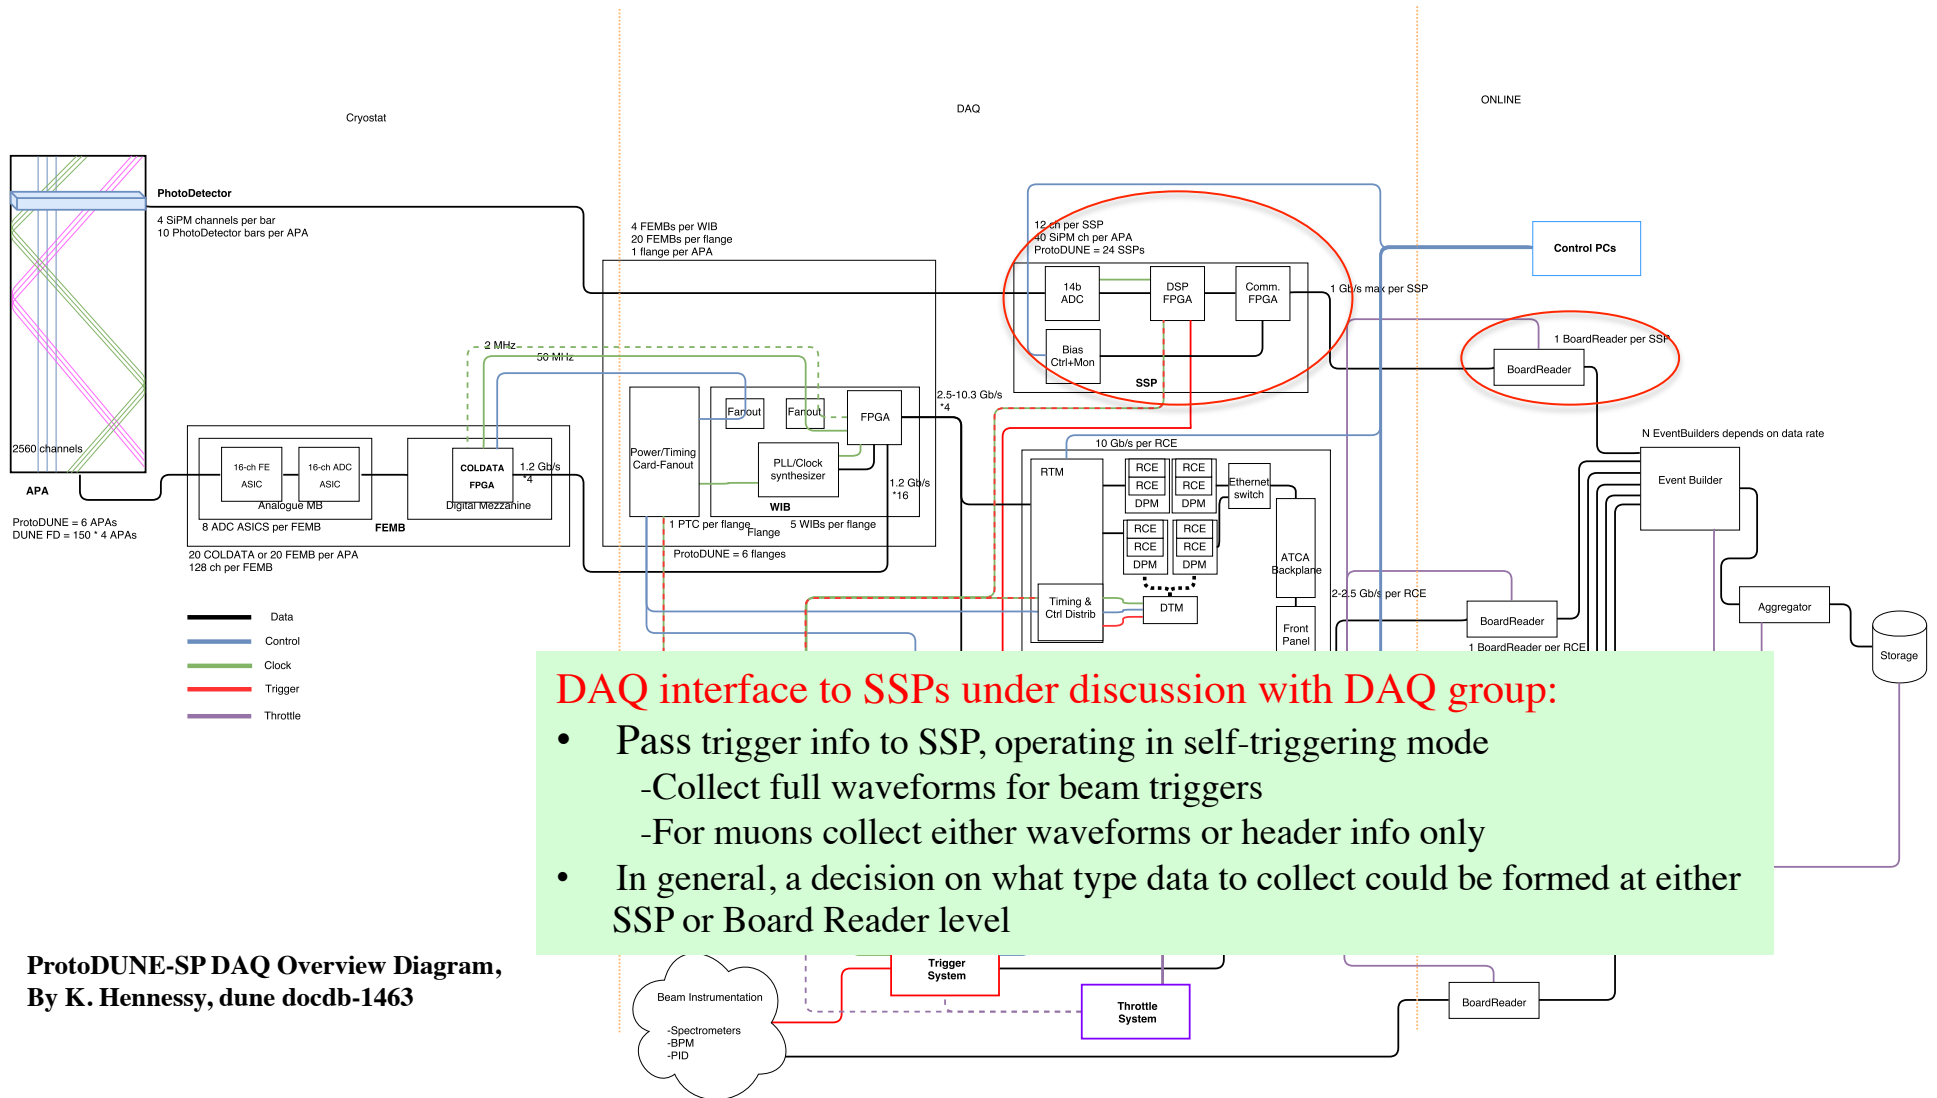 Cryostat
DAQ
ONLINE
PhotoDetector
4 SiPM channels per bar
10 PhotoDetector bars per APA
2560 channels
APA
ProtoDUNE = 6 APAs
DUNE FD = 150 * 4 APAs
16-ch FE
ASIC
16-ch ADC
ASIC
Analogue MB
COLDATA
FPGA
Digital Mezzanine
8 ADC ASICS per FEMB
FEMB
20 COLDATA or 20 FEMB per APA
128 ch per FEMB
1.2 Gb/s
*4
2 MHz
50 MHz
4 FEMBs per WIB
20 FEMBs per flange
1 flange per APA
Power/Timing
Card-Fanout
Fanout
Fanout
FPGA
PLL/Clock
synthesizer
WIB
1 PTC per flange
5 WIBs per flange
Flange
ProtoDUNE = 6 flanges
2.5-10.3 Gb/s
*4
1.2 Gb/s
*16
12 ch per SSP
40 SiPM ch per APA
ProtoDUNE = 24 SSPs
14b
ADC
DSP
FPGA
Comm.
FPGA
Bias
Ctrl+Mon
SSP
1 Gb/s max per SSP
Control PCs
1 BoardReader per SSP
BoardReader
10 Gb/s per RCE
RTM
RCE
RCE
DPM
RCE
RCE
DPM
RCE
RCE
DPM
RCE
RCE
DPM
Ethernet
switch
ATCA
Backplane
Timing &
Ctrl Distrib
DTM
Front
Panel
2-2.5 Gb/s per RCE
N EventBuilders depends on data rate
Event Builder
BoardReader
1 BoardReader per RCE
Aggregator
Storage
Data
Control
Clock
Trigger
Throttle
DAQ interface to SSPs under discussion with DAQ group:
• Pass trigger info to SSP, operating in self-triggering mode
-Collect full waveforms for beam triggers
-For muons collect either waveforms or header info only
• In general, a decision on what type data to collect could be formed at either
SSP or Board Reader level
ProtoDUNE-SP DAQ Overview Diagram,
By K. Hennessy, dune docdb-1463
Beam Instrumentation
-Spectrometers
-BPM
-PID
Trigger
System
Throttle
System
BoardReader